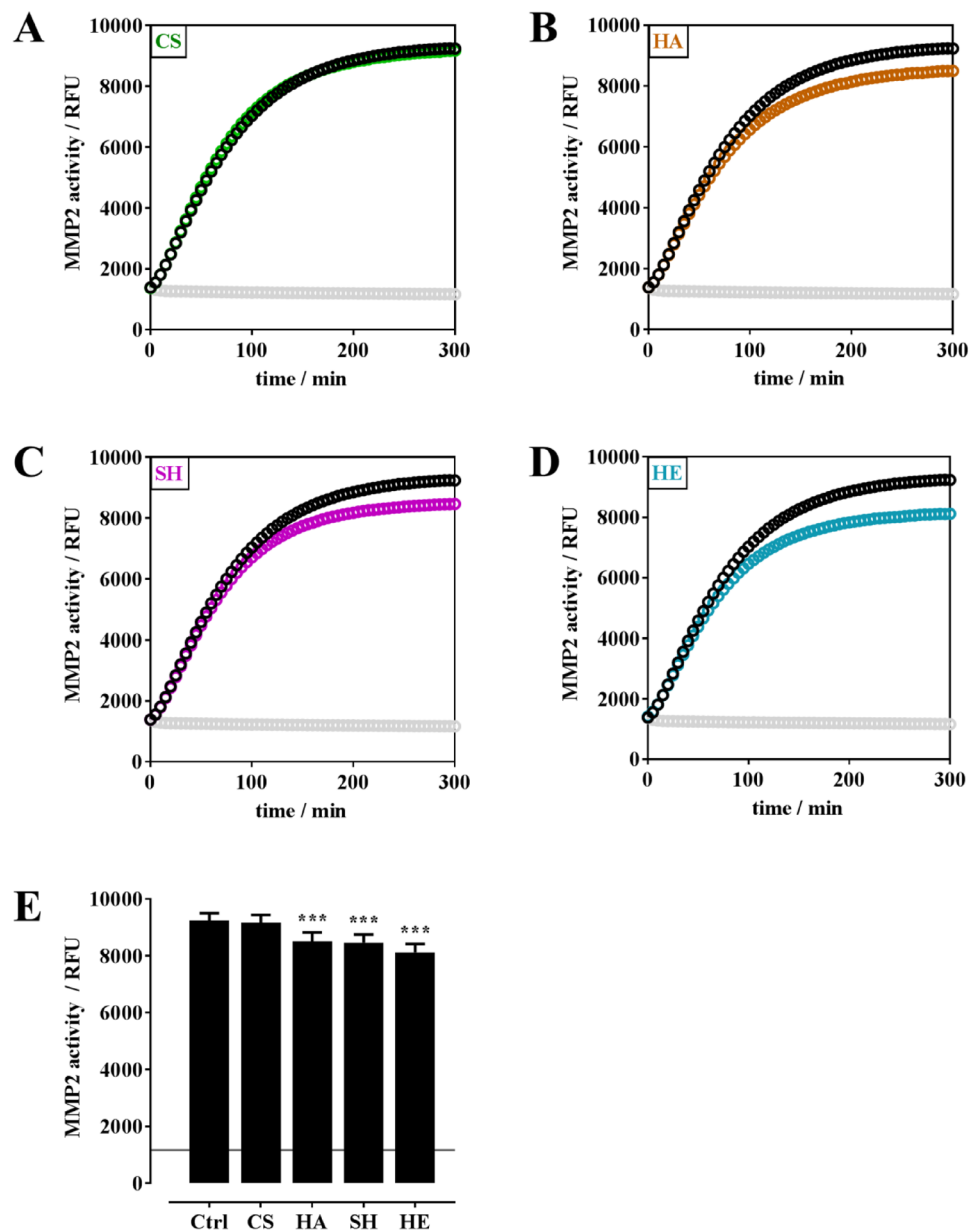 A
CS
MMP2 activity / RFU
10000
8000
6000
4000
2000
0
0 100 200 300
time / min
B
HA
MMP2 activity / RFU
10000
8000
6000
4000
2000
0
0 100 200 300
time / min
C
SH
MMP2 activity / RFU
10000
8000
6000
4000
2000
0
0 100 200 300
time / min
D
HE
MMP2 activity / RFU
10000
8000
6000
4000
2000
0
0 100 200 300
time / min
E
MMP2 activity / RFU
10000
8000
6000
4000
2000
0
*** *** ***
Ctrl CS HA SH HE